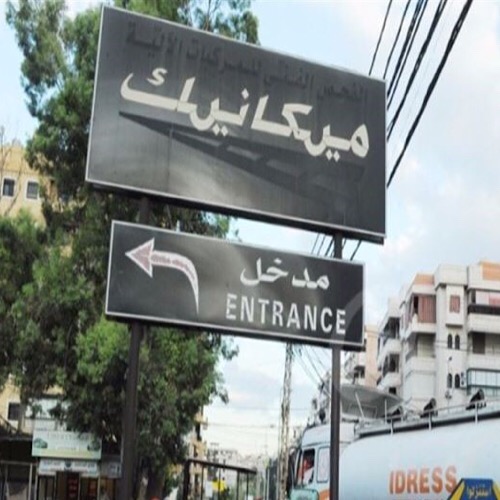 الفحص الفني للمركبات الآلية
ميكانيك
مدخل
ENTRANCE
IDRESS